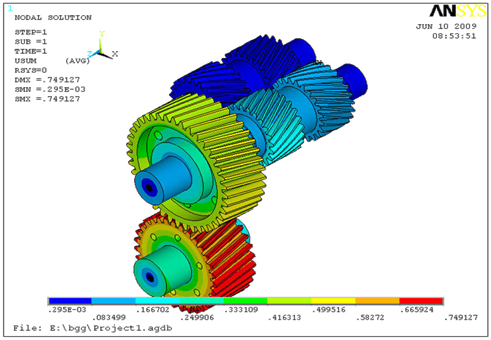 1
NODAL SOLUTION
ANSYS
JUN 10 2009
08:53:51
STEP=1
SUB =1
TIME=1
USUM (AVG)
RSYS=0
DMX =.749127
SMN =.295E-03
SMX =.749127
Y
Z X
.295E-03 .166702 .333109 .499516 .665924
.083499 .249906 .416313 .58272 .749127
File: E:\bgg\Project1.agdb